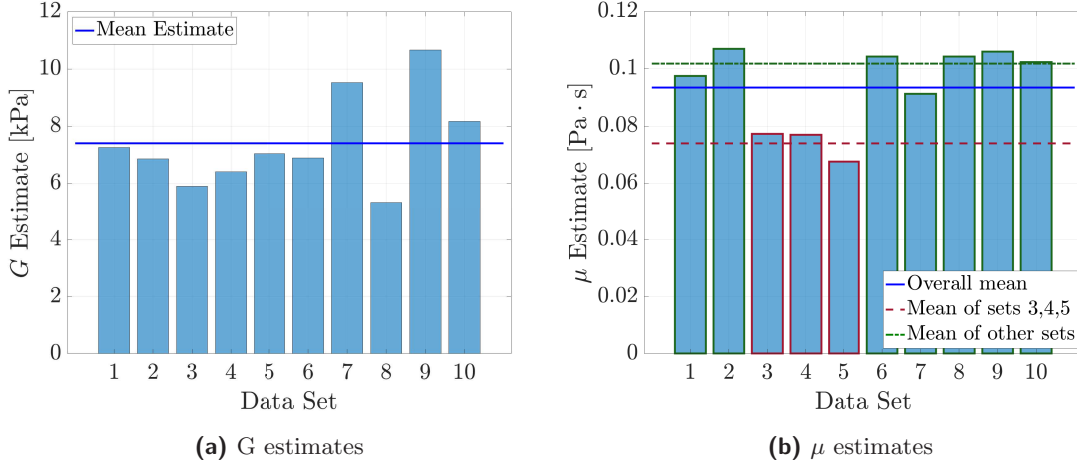 12
10
8
6
4
2
0
G Estimate [kPa]
Mean Estimate
1 2 3 4 5 6 7 8 9 10
Data Set
(a) G estimates
0.12
0.1
0.08
0.06
0.04
0.02
0
μ Estimate [Pa · s]
Overall mean
Mean of sets 3,4,5
Mean of other sets
1 2 3 4 5 6 7 8 9 10
Data Set
(b) μ estimates